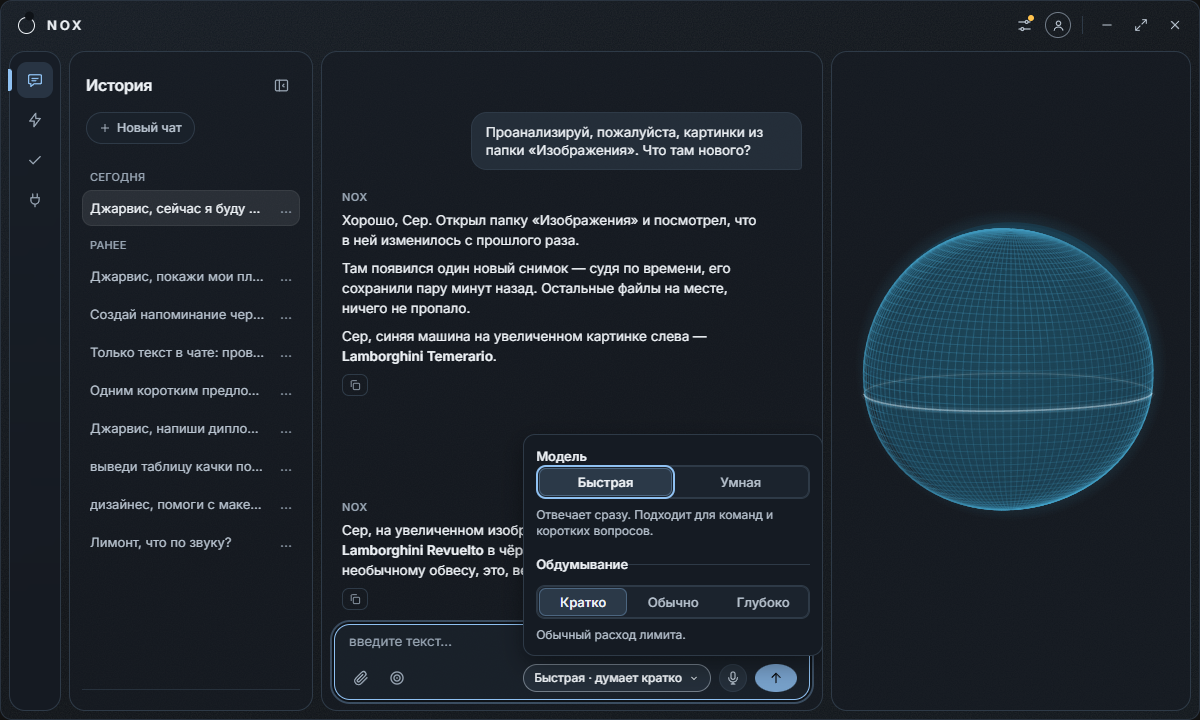 NOX
История
+ Новый чат
СЕГОДНЯ
Джарвис, сейчас я буду ...
...
РАНЕЕ
Джарвис, покажи мои пл...
...
Создай напоминание чер...
...
Только текст в чате: пров...
...
Одним коротким предло...
...
Джарвис, напиши дипло...
...
выведи таблицу качки по...
...
дизайнес, помоги с маке...
...
Лимонт, что по звуку?
...
Проанализируй, пожалуйста, картинки из
папки «Изображения». Что там нового?
NOX
Хорошо, Сер. Открыл папку «Изображения» и посмотрел, что
в ней изменилось с прошлого раза.
Там появился один новый снимок — судя по времени, его
сохранили пару минут назад. Остальные файлы на месте,
ничего не пропало.
Сер, синяя машина на увеличенном картинке слева —
Lamborghini Temerario.
NOX
Сер, на увеличенном изобр
Lamborghini Revuelto в чёр
необычному обвесу, это, ве
Модель
Быстрая
Умная
Отвечает сразу. Подходит для команд и
коротких вопросов.
Обдумывание
Кратко
Обычно
Глубоко
Обычный расход лимита.
введите текст...
Быстрая · думает кратко